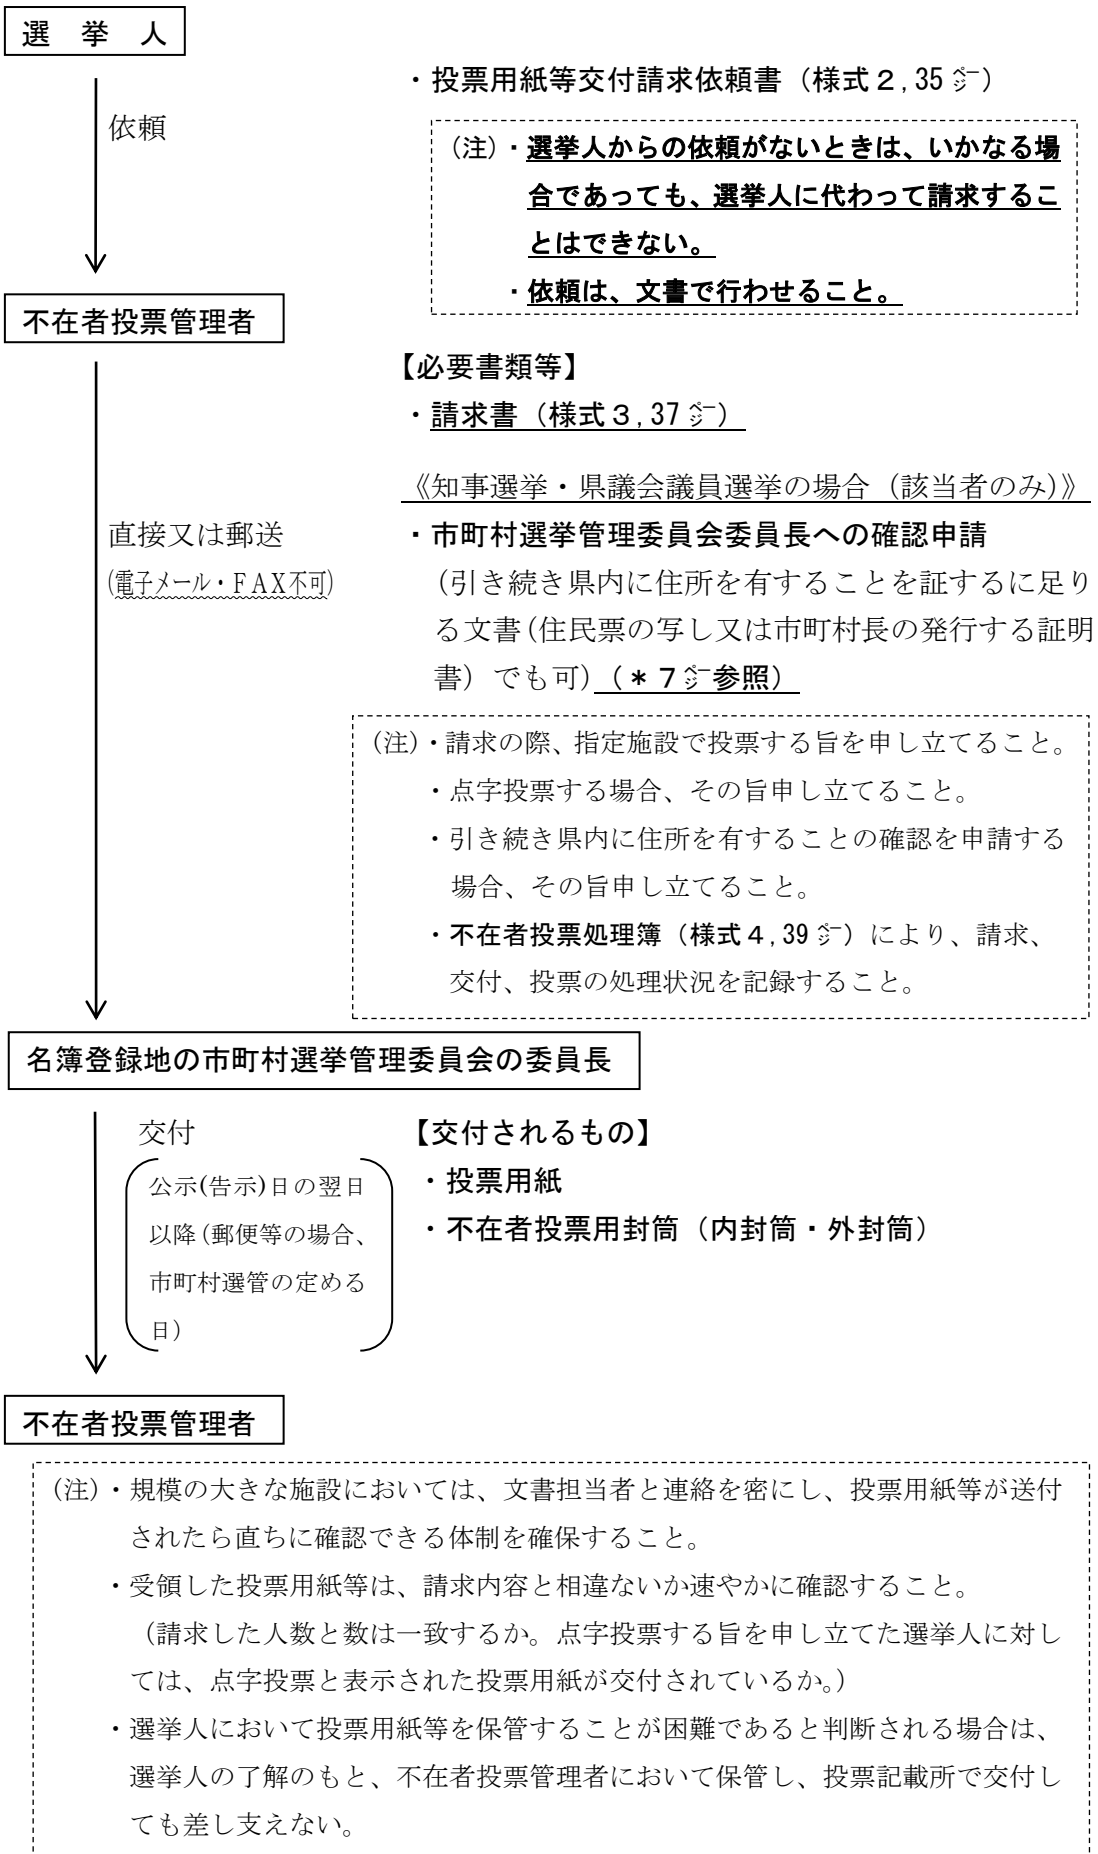 選　挙　人
・投票用紙等交付請求依頼書（様式２,35㌻）
依頼
(注)・選挙人からの依頼がないときは、いかなる場
合であっても、選挙人に代わって請求するこ
とはできない。
・依頼は、文書で行わせること。
不在者投票管理者
【必要書類等】
・請求書（様式３,37㌻）
《知事選挙・県議会議員選挙の場合（該当者のみ）》
直接又は郵送
(電子メール・ＦＡＸ不可)
・市町村選挙管理委員会委員長への確認申請
（引き続き県内に住所を有することを証するに足り
る文書（住民票の写し又は市町村長の発行する証明
書）でも可）（＊７㌻参照）
(注)・請求の際、指定施設で投票する旨を申し立てること。
・点字投票する場合、その旨申し立てること。
・引き続き県内に住所を有することの確認を申請する
場合、その旨申し立てること。
・不在者投票処理簿（様式４,39㌻）により、請求、
交付、投票の処理状況を記録すること。
名簿登録地の市町村選挙管理委員会の委員長
交付
公示(告示)日の翌日
以降(郵便等の場合、
市町村選管の定める
日)
【交付されるもの】
・投票用紙
・不在者投票用封筒（内封筒・外封筒）
不在者投票管理者
(注)・規模の大きな施設においては、文書担当者と連絡を密にし、投票用紙等が送付
されたら直ちに確認できる体制を確保すること。
・受領した投票用紙等は、請求内容と相違ないか速やかに確認すること。
（請求した人数と数は一致するか。点字投票する旨を申し立てた選挙人に対し
ては、点字投票と表示された投票用紙が交付されているか。）
・選挙人において投票用紙等を保管することが困難であると判断される場合は、
選挙人の了解のもと、不在者投票管理者において保管し、投票記載所で交付し
ても差し支えない。